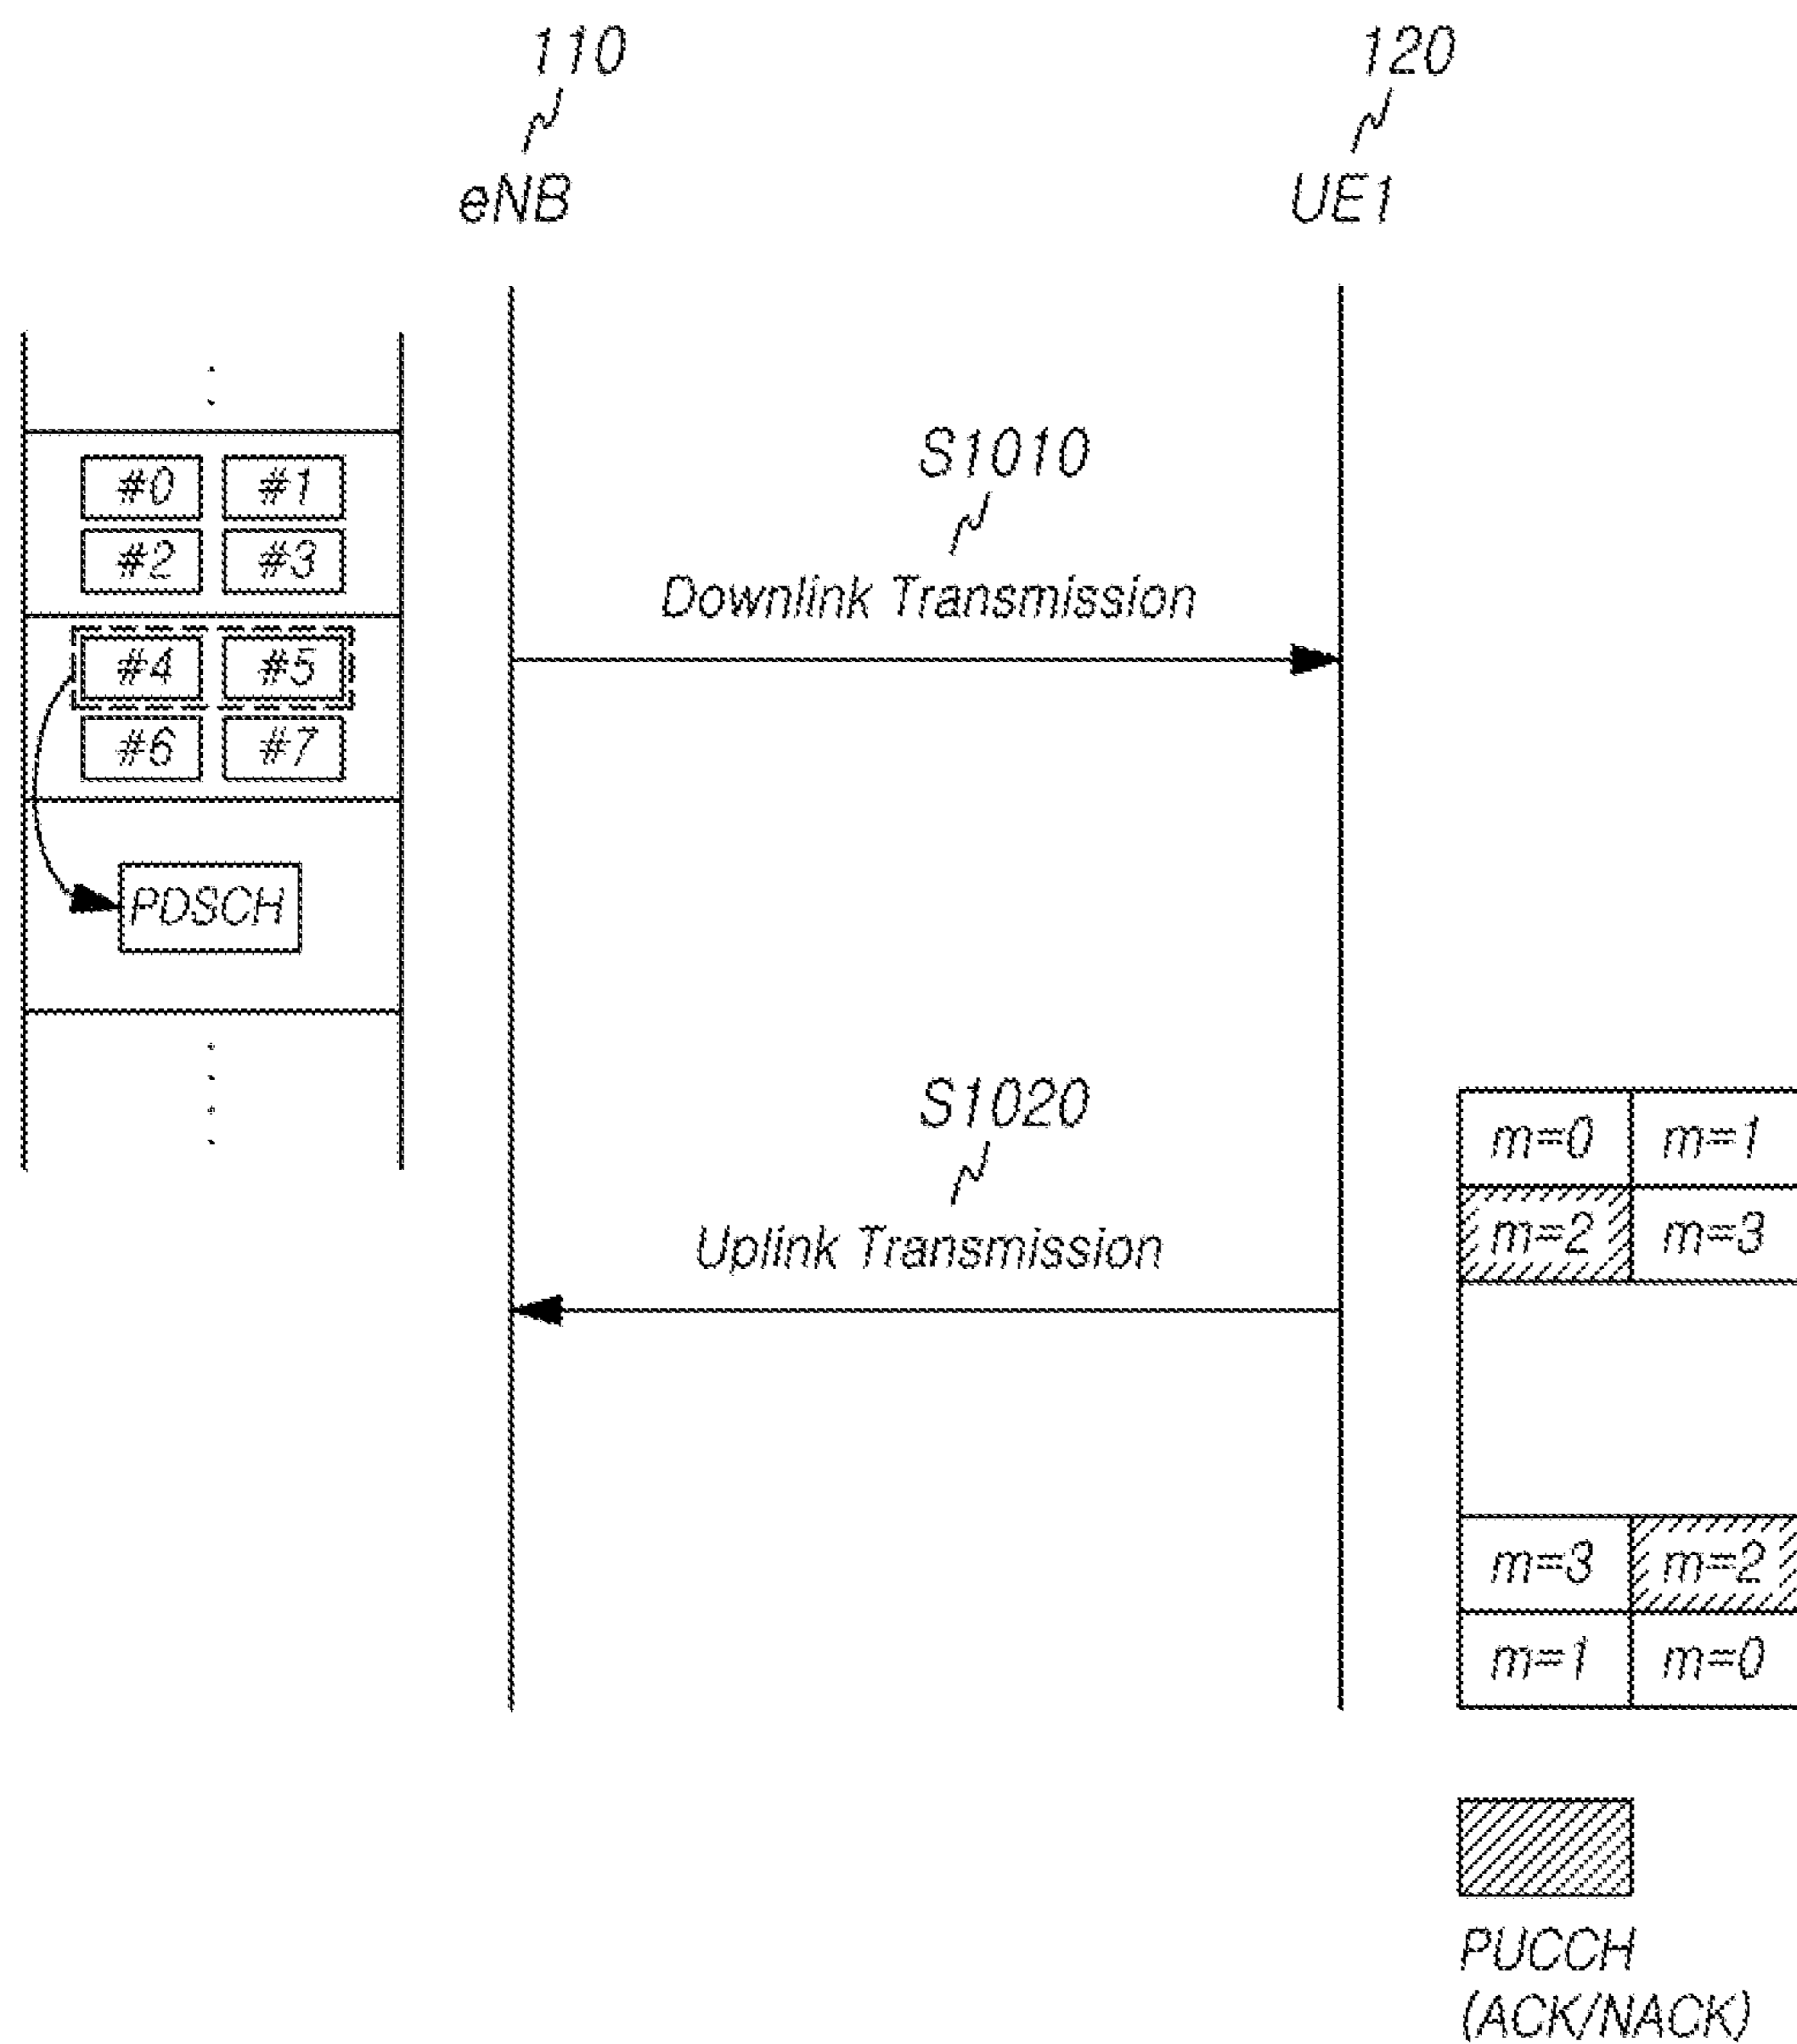 110 120
eNB UE1
#0 #1
#2 #3
#4 #5
#6 #7
PDSCH
S1010
Downlink Transmission
S1020
Uplink Transmission
m=0 m=1
m=2 m=3
m=3 m=2
m=1 m=0
PUCCH
(ACK/NACK)